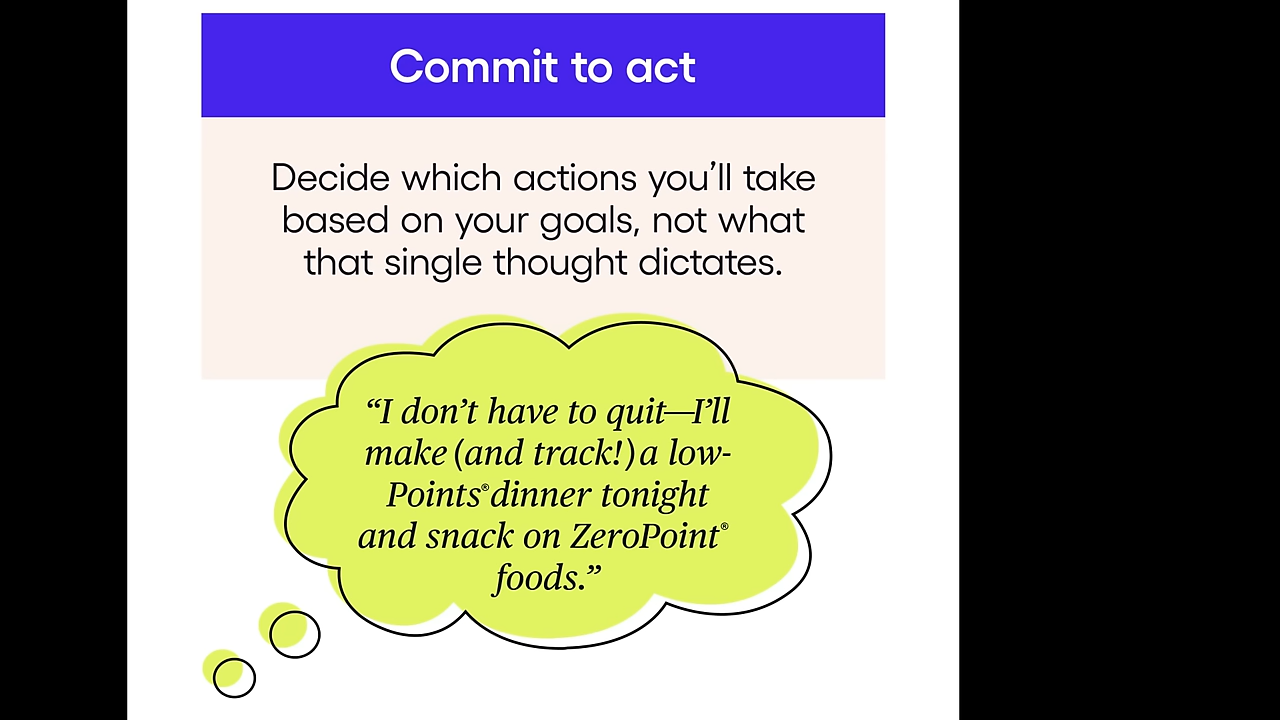 Commit to act
Decide which actions you’ll take
based on your goals, not what
that single thought dictates.
“I don’t have to quit—I’ll
make (and track!) a low-
Points® dinner tonight
and snack on ZeroPoint®
foods.”